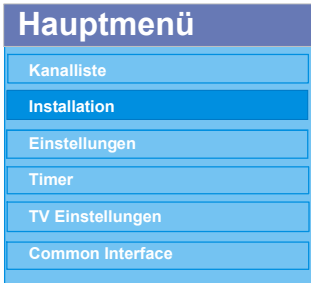 Hauptmenü
Kanalliste
Installation
Einstellungen
Timer
TV Einstellungen
Common Interface